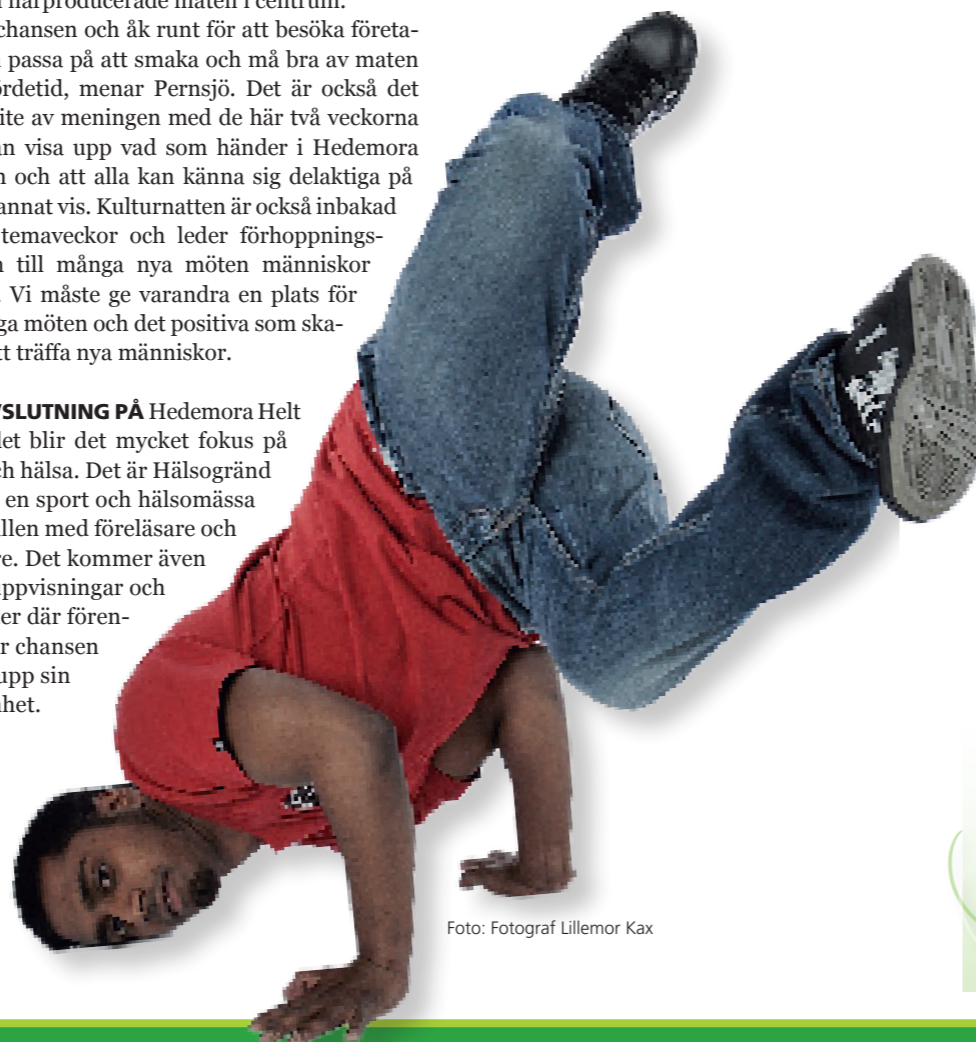 närproducerade maten i centrum.
chansen och åk runt för att besöka företa-
passa på att smaka och må bra av maten
rdetid, menar Pernsjö. Det är också det
ite av meningen med de här två veckorna
an visa upp vad som händer i Hedemora
n och att alla kan känna sig delaktiga på
annat vis. Kulturnatten är också inbakad
temaveckor och leder förhoppnings-
n till många nya möten människor
. Vi måste ge varandra en plats för
ga möten och det positiva som ska-
tt träffa nya människor.
VSLUTNING PÅ Hedemora Helt
det blir det mycket fokus på
ch hälsa. Det är Hälsogränd
en sport och hälsomässa
llen med föreläsare och
re. Det kommer även
uppvisningar och
er där fören-
r chansen
upp sin
het.
Foto: Fotograf Lillemor Kax